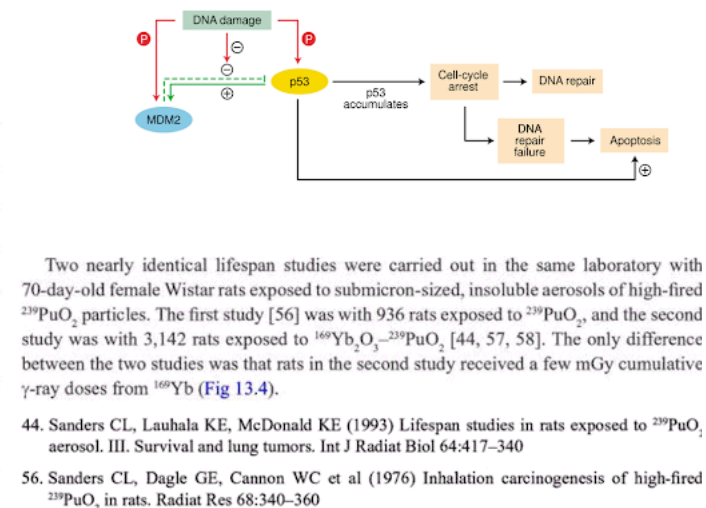 DNA damage
P
P
⊖
⊖
p53
⊕
MDM2
p53
accumulates
Cell-cycle
arrest
DNA repair
DNA
repair
failure
Apoptosis
⊕
Two nearly identical lifespan studies were carried out in the same laboratory with
70-day-old female Wistar rats exposed to submicron-sized, insoluble aerosols of high-fired
²³⁹PuO₂ particles. The first study [56] was with 936 rats exposed to ²³⁹PuO₂, and the second
study was with 3,142 rats exposed to ¹⁶⁹Yb₂O₃–²³⁹PuO₂ [44, 57, 58]. The only difference
between the two studies was that rats in the second study received a few mGy cumulative
γ-ray doses from ¹⁶⁹Yb (Fig 13.4).
44. Sanders CL, Lauhala KE, McDonald KE (1993) Lifespan studies in rats exposed to ²³⁹PuO₂
aerosol. III. Survival and lung tumors. Int J Radiat Biol 64:417–340
56. Sanders CL, Dagle GE, Cannon WC et al (1976) Inhalation carcinogenesis of high-fired
²³⁹PuO₂ in rats. Radiat Res 68:340–360